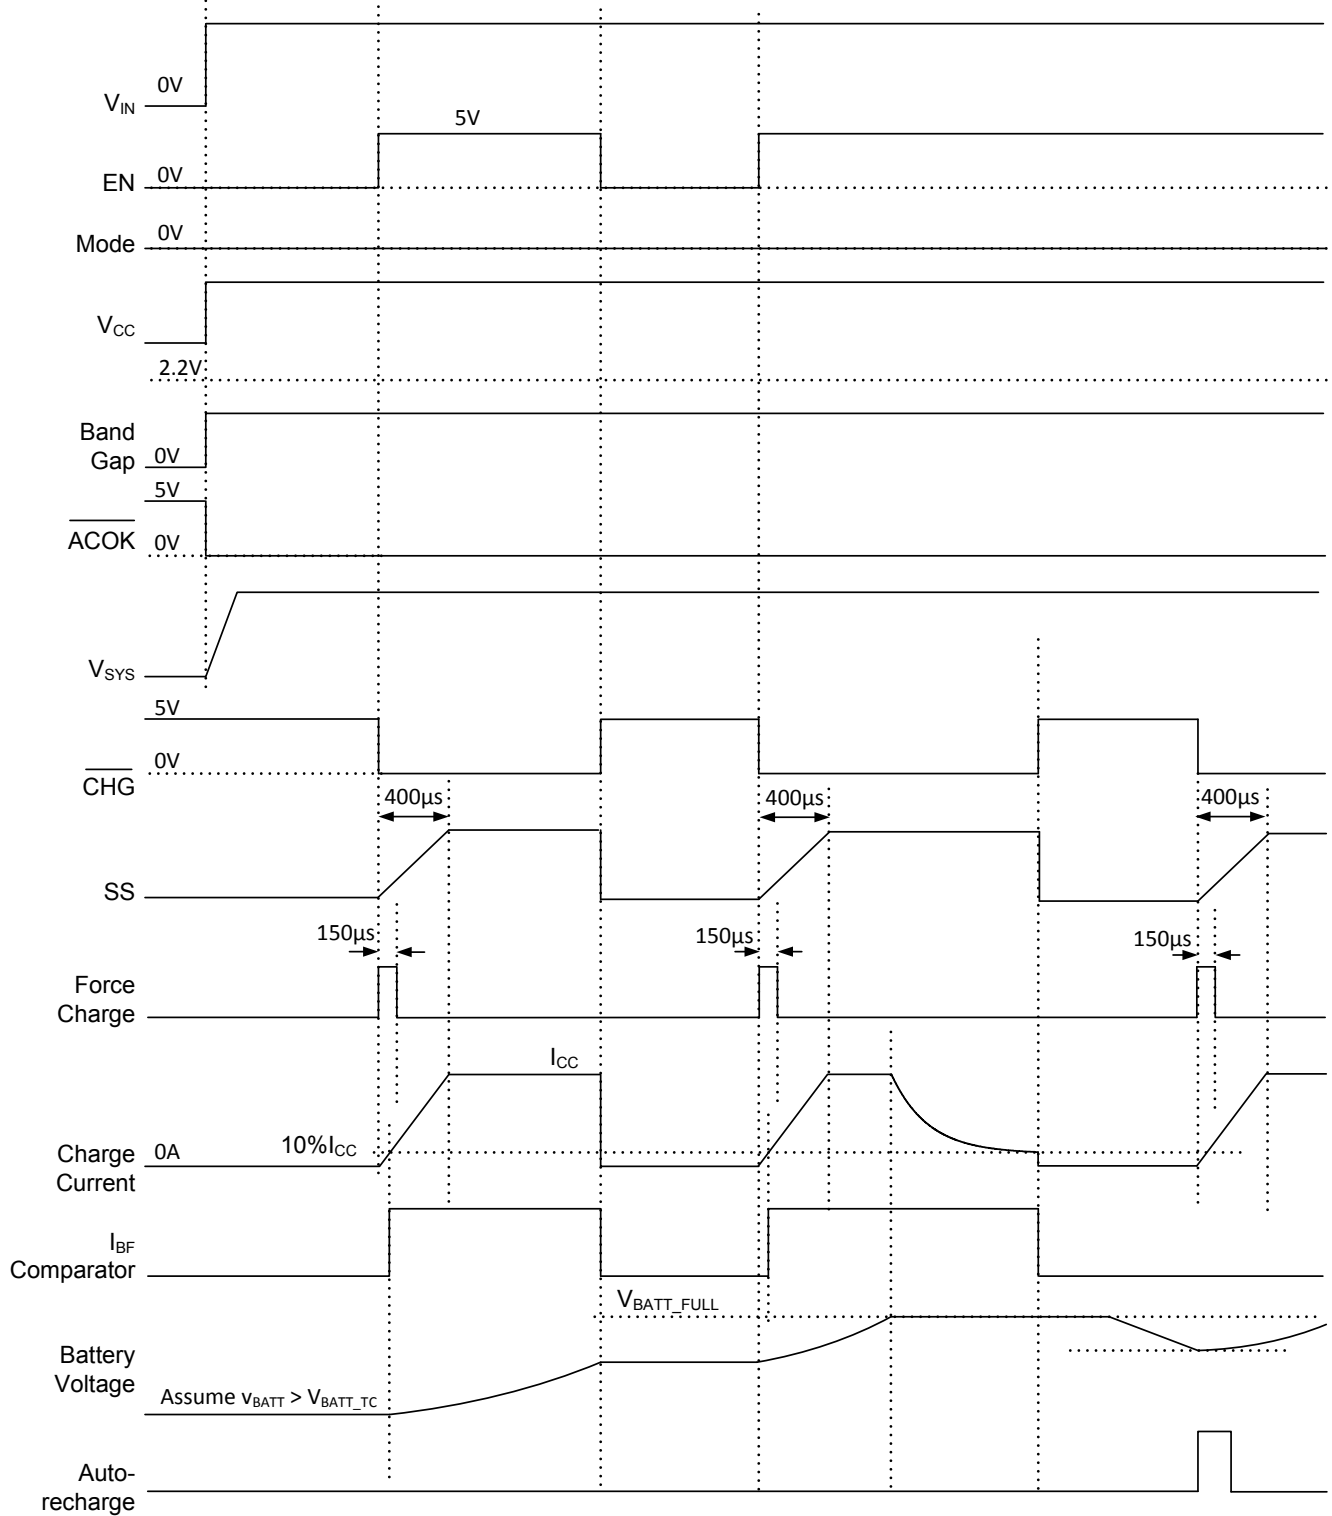 0V
V_IN
5V
EN 0V
Mode 0V
V_CC
2.2V
Band
Gap 0V
5V
ACOK 0V
V_SYS
5V
0V
CHG
400µs 400µs 400µs
SS
150µs 150µs 150µs
Force
Charge
I_CC
10%I_CC
Charge 0A
Current
I_BF
Comparator
V_BATT_FULL
Battery
Voltage
Assume v_BATT > V_BATT_TC
Auto-
recharge